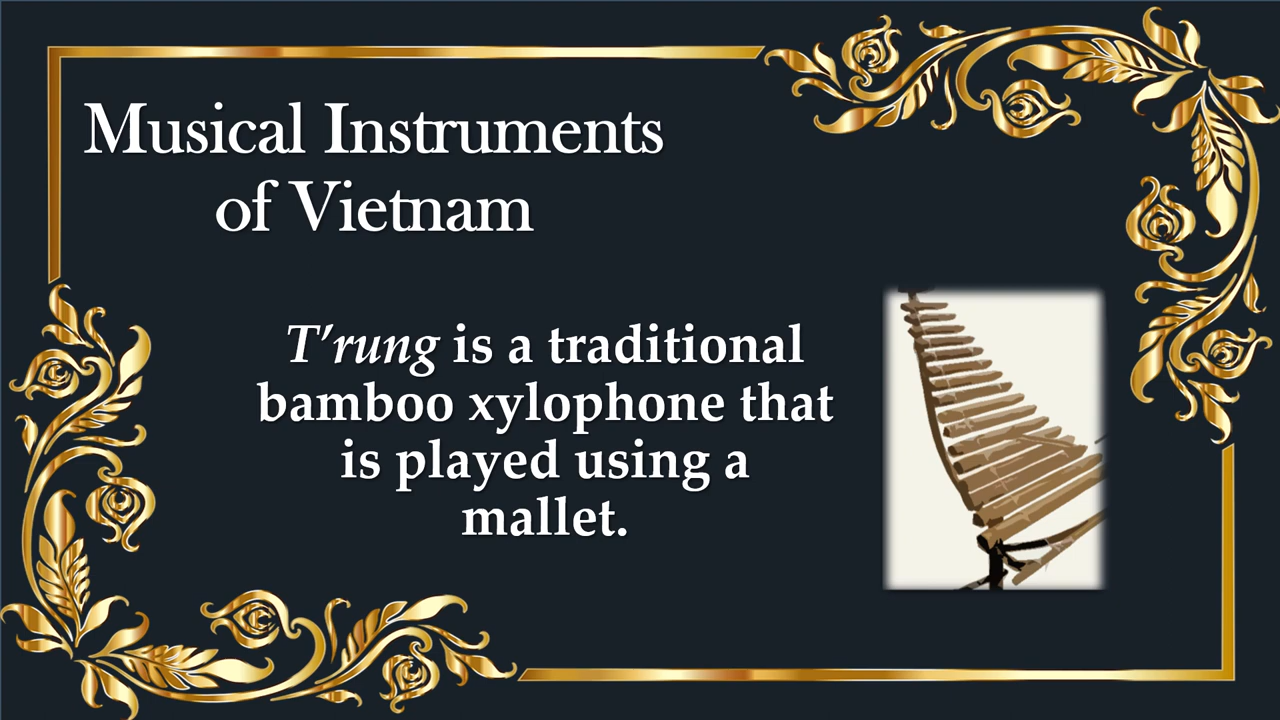 Musical Instruments
of Vietnam
T’rung is a traditional
bamboo xylophone that
is played using a
mallet.